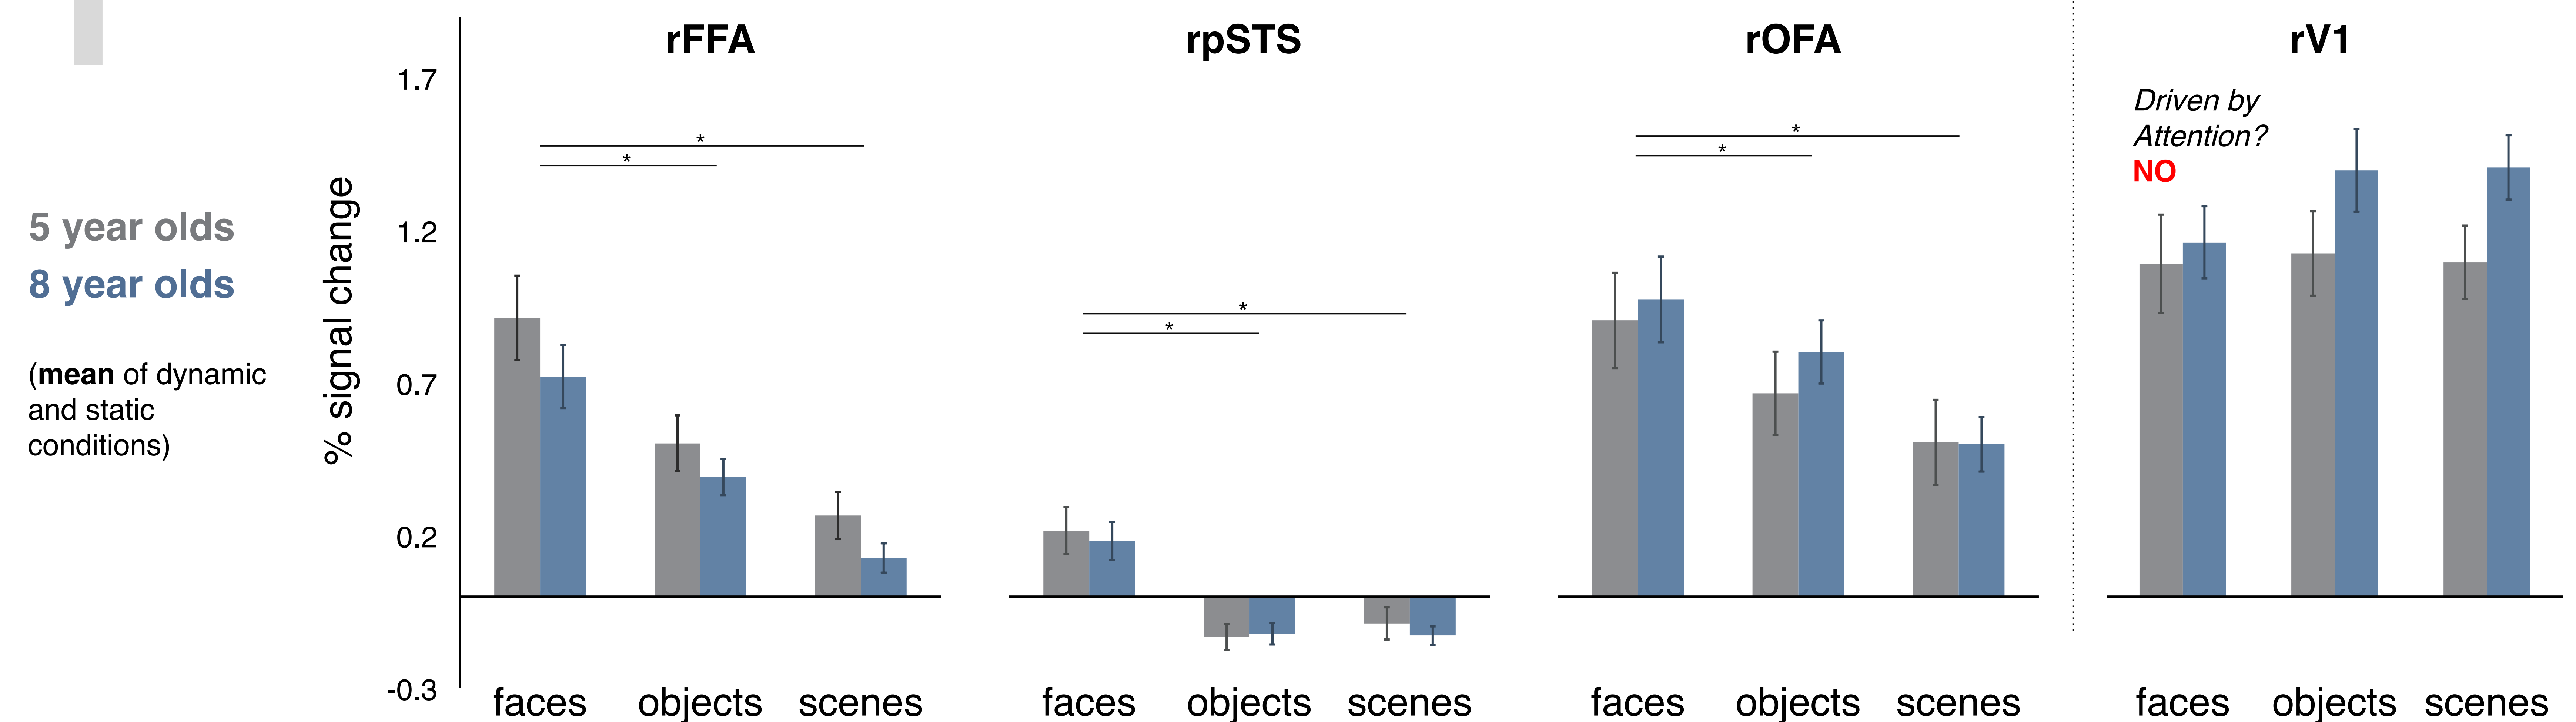 rFFA
rpSTS
rOFA
rV1
1.7
1.2
0.7
0.2
-0.3
% signal change
5 year olds
8 year olds
(mean of dynamic
and static
conditions)
*
*
*
*
*
*
Driven by
Attention?
NO
faces objects scenes
faces objects scenes
faces objects scenes
faces objects scenes